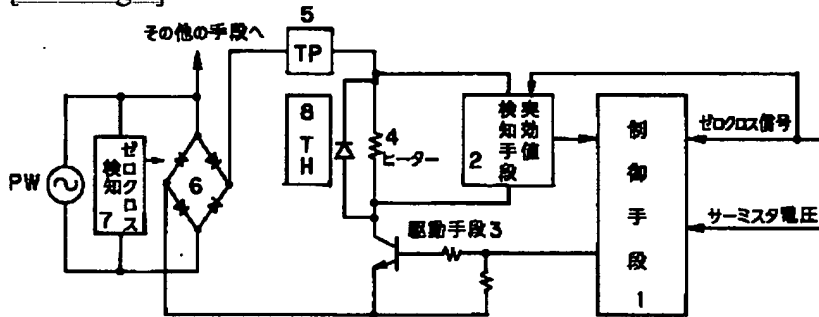 その他の手段へ
5
TP
8
TH
4
ヒーター
実効値
検知手段
2
制御手段
1
ゼロクロス信号
サーミスタ電圧
PW
ゼロクロス
検知
7
6
駆動手段3